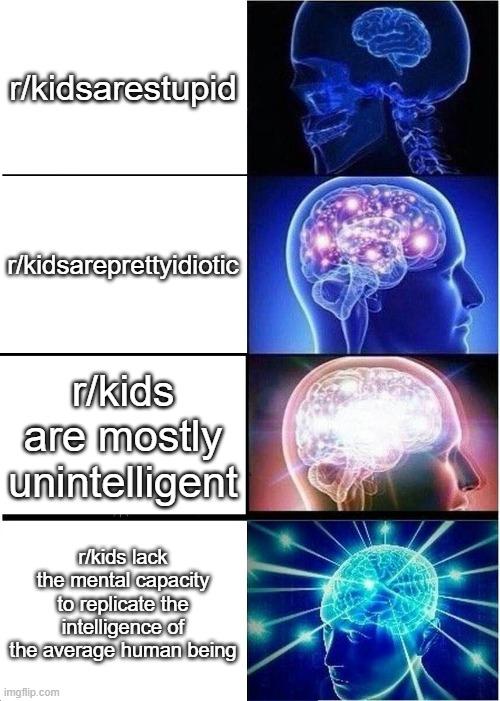 r/kidsarestupid
r/kidsareprettyidiotic
r/kids
are mostly
unintelligent
r/kids lack
the mental capacity
to replicate the
intelligence of
the average human being
imgflip.com